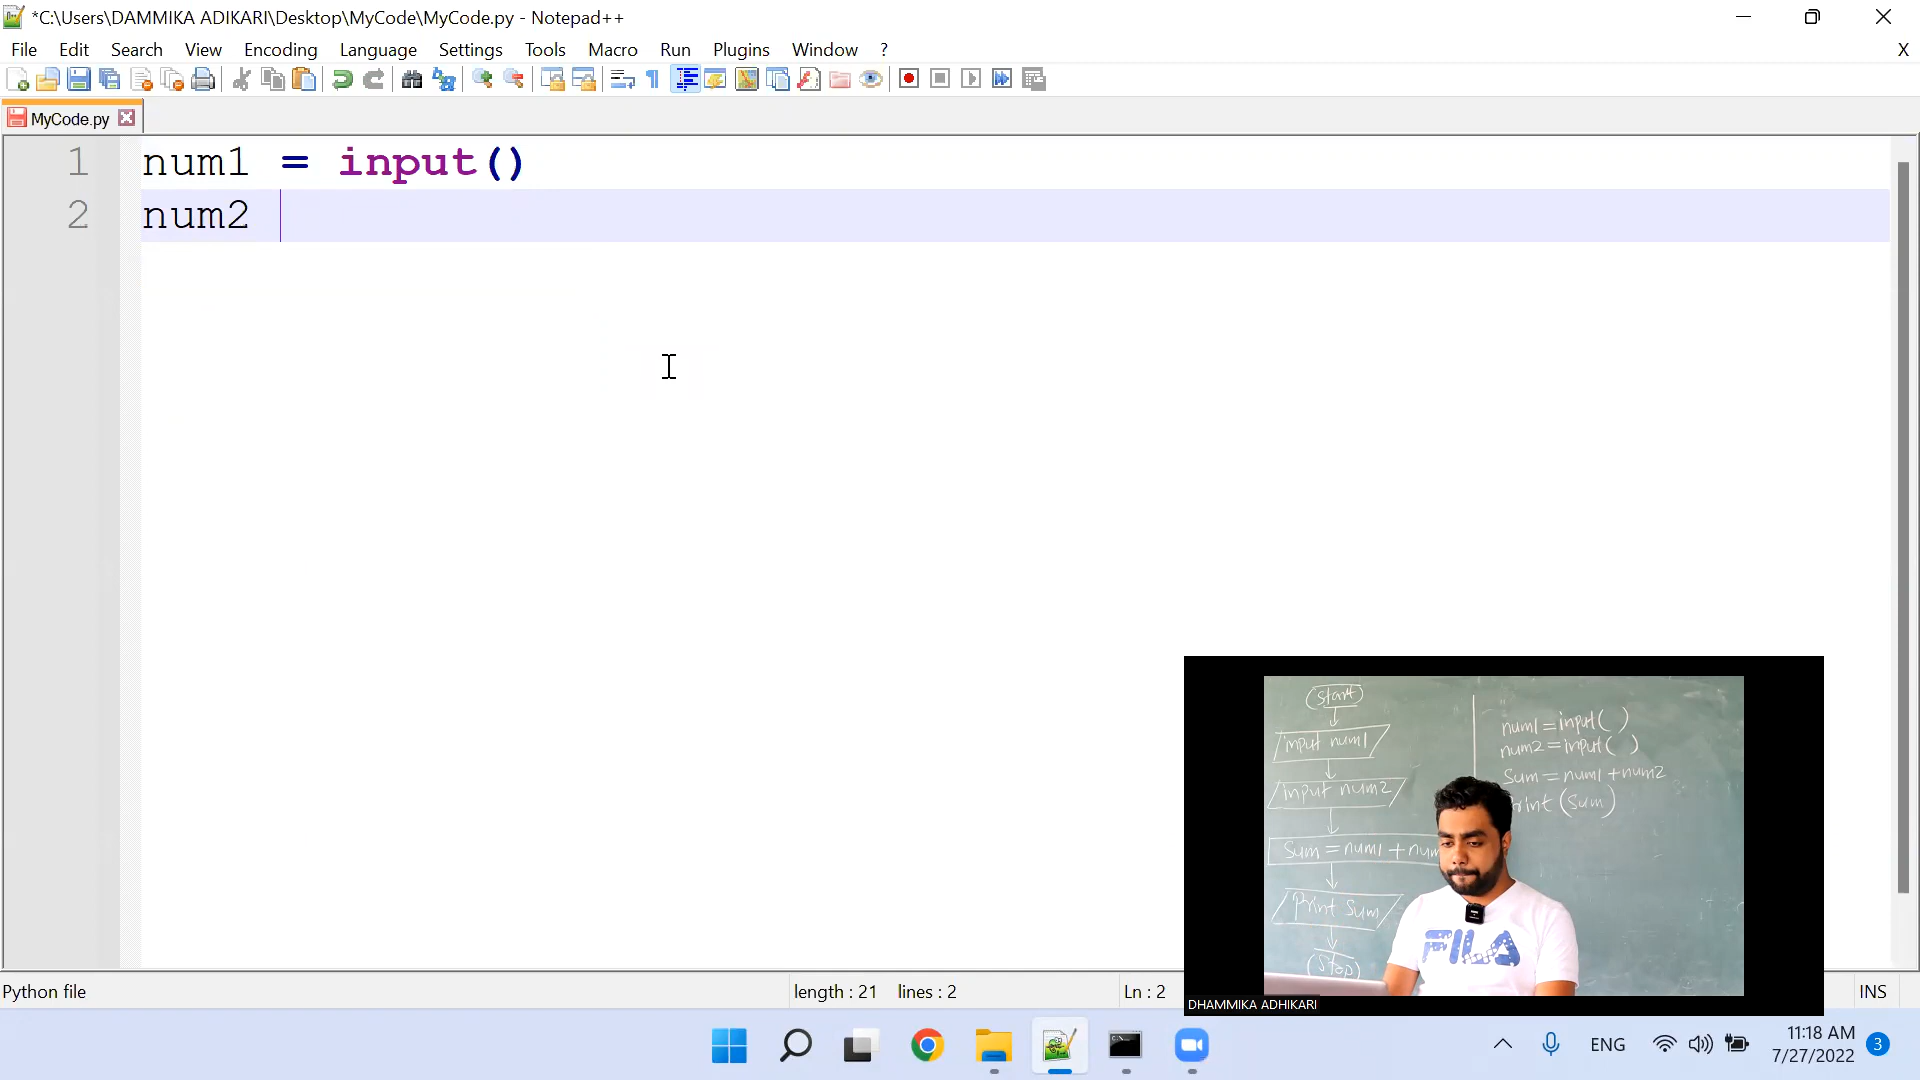 *C:\Users\DAMMIKA ADIKARI\Desktop\MyCode\MyCode.py - Notepad++
File Edit Search View Encoding Language Settings Tools Macro Run Plugins Window ? X
MyCode.py
1 num1 = input()
2 num2
(Start)
input num1
input num2
Sum = num1 + num
Print Sum
(Stop)
num1 = input( )
num2 = input( )
Sum = num1 + num2
rint (Sum)
FILA
DHAMMIKA ADHIKARI
Python file length : 21 lines : 2 Ln : 2 INS
ENG 11:18 AM 3
7/27/2022